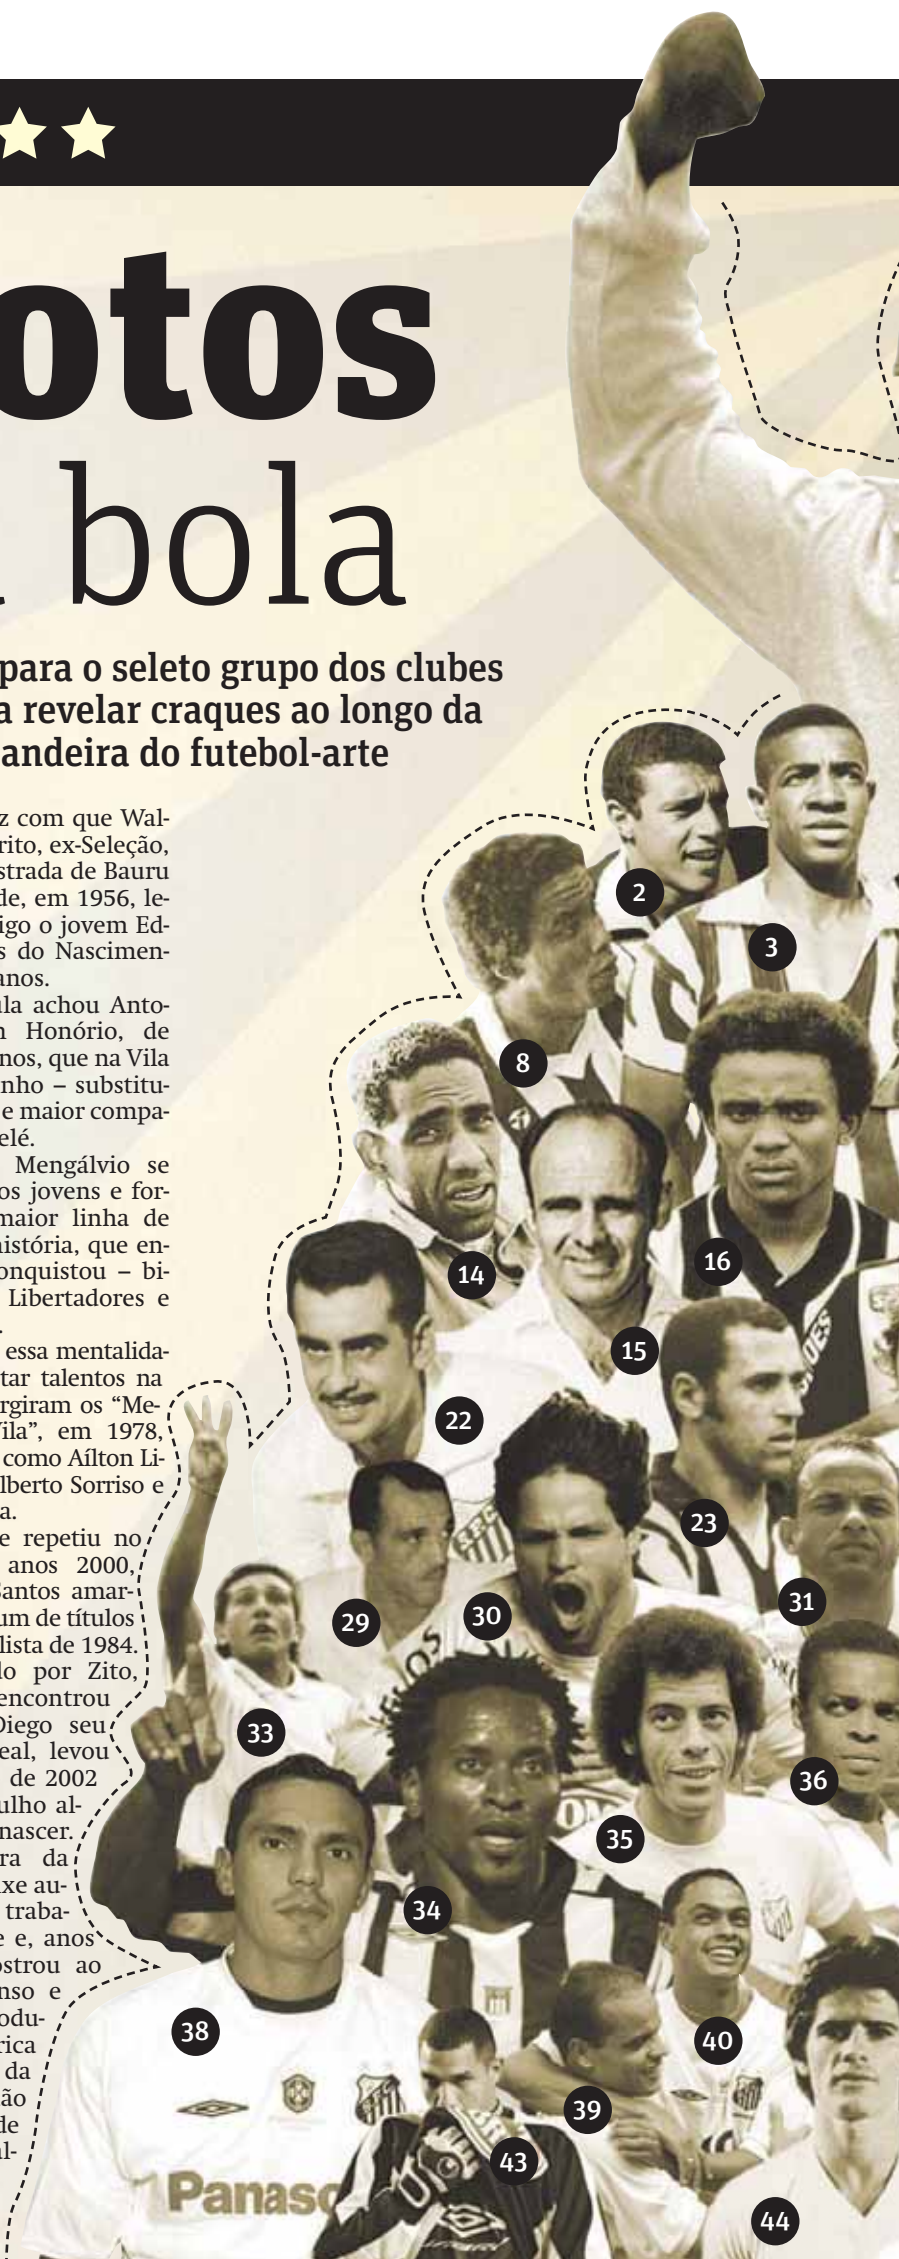 otos
bola
para o seleto grupo dos clubes
a revelar craques ao longo da
andeira do futebol-arte
z com que Wal-
rito, ex-Seleção,
strada de Bauru
de, em 1956, le-
igo o jovem Ed-
s do Nascimen-
anos.
ula achou Anto-
n Honório, de
nos, que na Vila
nho – substitu-
e maior compa-
elé.
Mengálvio se
os jovens e for-
maior linha de
história, que en-
onquistou – bi-
Libertadores e
.
essa mentalida-
tar talentos na
rgiram os “Me-
Vila”, em 1978,
como Aílton Li-
lberto Sorriso e
a.
e repetiu no
anos 2000,
Santos amar-
um de títulos
lista de 1984.
do por Zito,
encontrou
Diego seu
eal, levou
de 2002
ulho al-
nascer.
ra da
ixe au-
traba-
e e, anos
ostrou ao
nso e
odu-
rica
da
ão
de
al-
2
3
8
14
16
15
22
23
31
29
30
33
36
35
34
38
40
39
43
44
Panaso